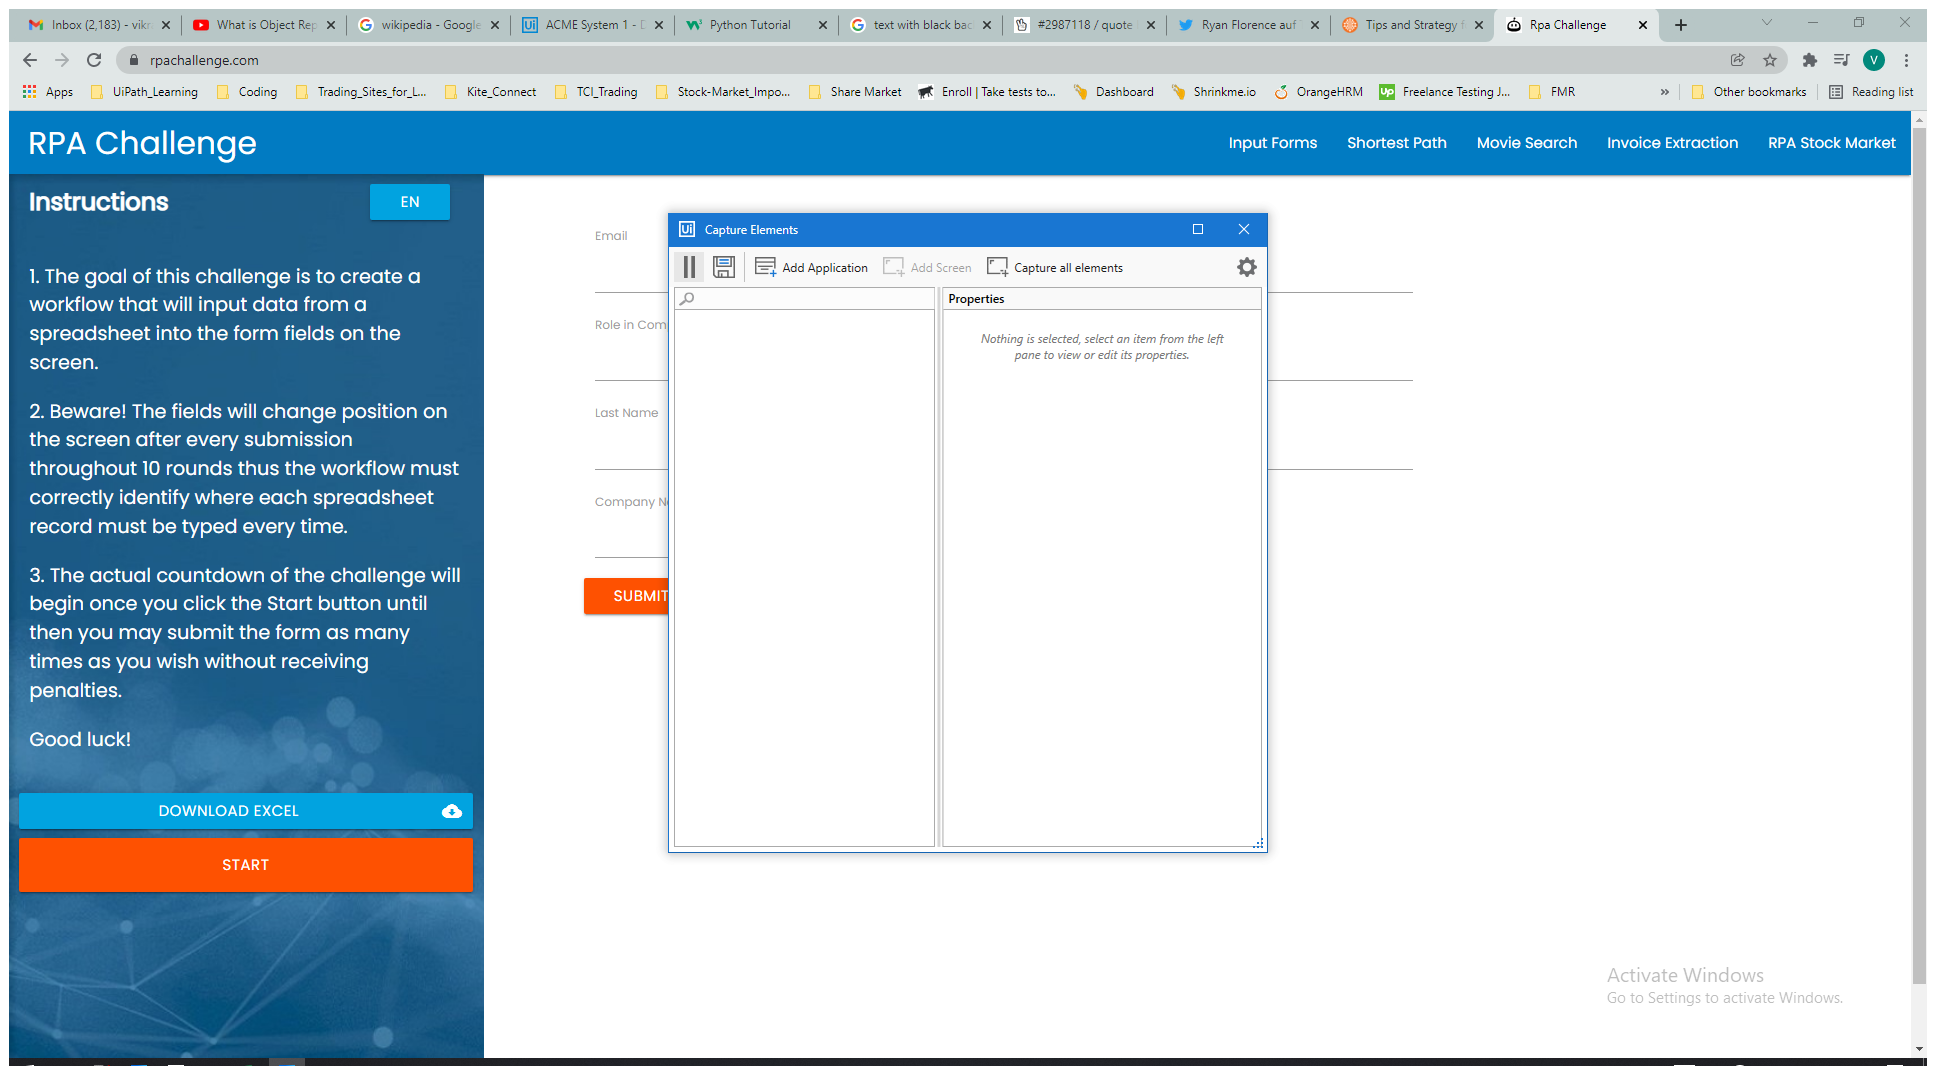 Inbox (2,183) - vikr
What is Object Rep
wikipedia - Google
ACME System 1 - D
Python Tutorial
text with black bac
#2987118 / quote
Ryan Florence auf
Tips and Strategy f
Rpa Challenge
rpachallenge.com
V
Apps
UiPath_Learning
Coding
Trading_Sites_for_L...
Kite_Connect
TCI_Trading
Stock-Market_Impo...
Share Market
Enroll | Take tests to...
Dashboard
Shrinkme.io
OrangeHRM
Up
Freelance Testing J...
FMR
»
Other bookmarks
Reading list
RPA Challenge
Input Forms
Shortest Path
Movie Search
Invoice Extraction
RPA Stock Market
Instructions
EN
1. The goal of this challenge is to create a
workflow that will input data from a
spreadsheet into the form fields on the
screen.
2. Beware! The fields will change position on
the screen after every submission
throughout 10 rounds thus the workflow must
correctly identify where each spreadsheet
record must be typed every time.
3. The actual countdown of the challenge will
begin once you click the Start button until
then you may submit the form as many
times as you wish without receiving
penalties.
Good luck!
DOWNLOAD EXCEL
START
Email
Role in Com
Last Name
Company N
SUBMIT
Ui
Capture Elements
Add Application
Add Screen
Capture all elements
Properties
Nothing is selected, select an item from the left
pane to view or edit its properties.
Activate Windows
Go to Settings to activate Windows.